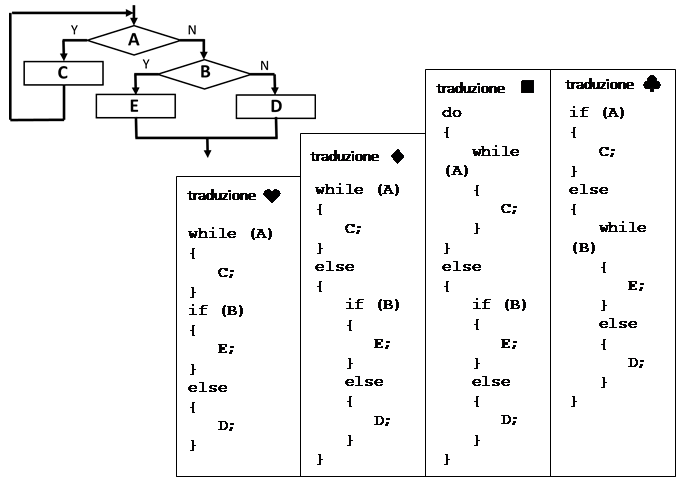 Y
N
A
C
Y
B
N
E
D
traduzione ♥
while (A)
{
C;
}
if (B)
{
E;
}
else
{
D;
}
traduzione ♦
while (A)
{
C;
}
else
{
if (B)
{
E;
}
else
{
D;
}
}
traduzione ■
do
{
while
(A)
{
C;
}
}
else
{
if (B)
{
E;
}
else
{
D;
}
}
traduzione ♣
if (A)
{
C;
}
else
{
while
(B)
{
E;
}
else
{
D;
}
}